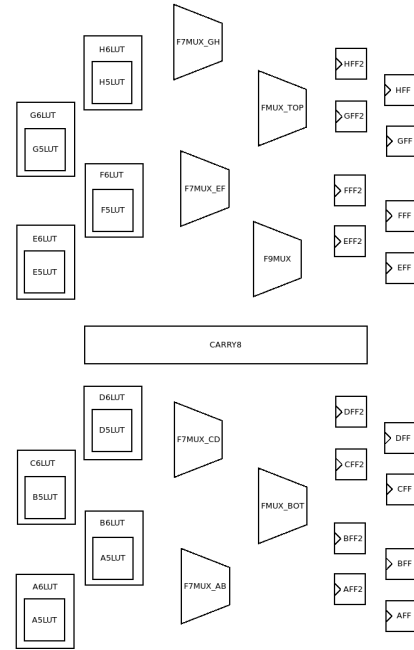 F7MUX_GH
H6LUT
H5LUT
HFF2
HFF
FMUX_TOP
G6LUT
GFF2
G5LUT
GFF
F6LUT
F7MUX_EF
FFF2
F5LUT
FFF
E6LUT
EFF2
F9MUX
E5LUT
EFF
CARRY8
D6LUT
DFF2
D5LUT
F7MUX_CD
DFF
C6LUT
CFF2
B5LUT
CFF
FMUX_BOT
B6LUT
BFF2
A5LUT
BFF
A6LUT
F7MUX_AB
AFF2
A5LUT
AFF